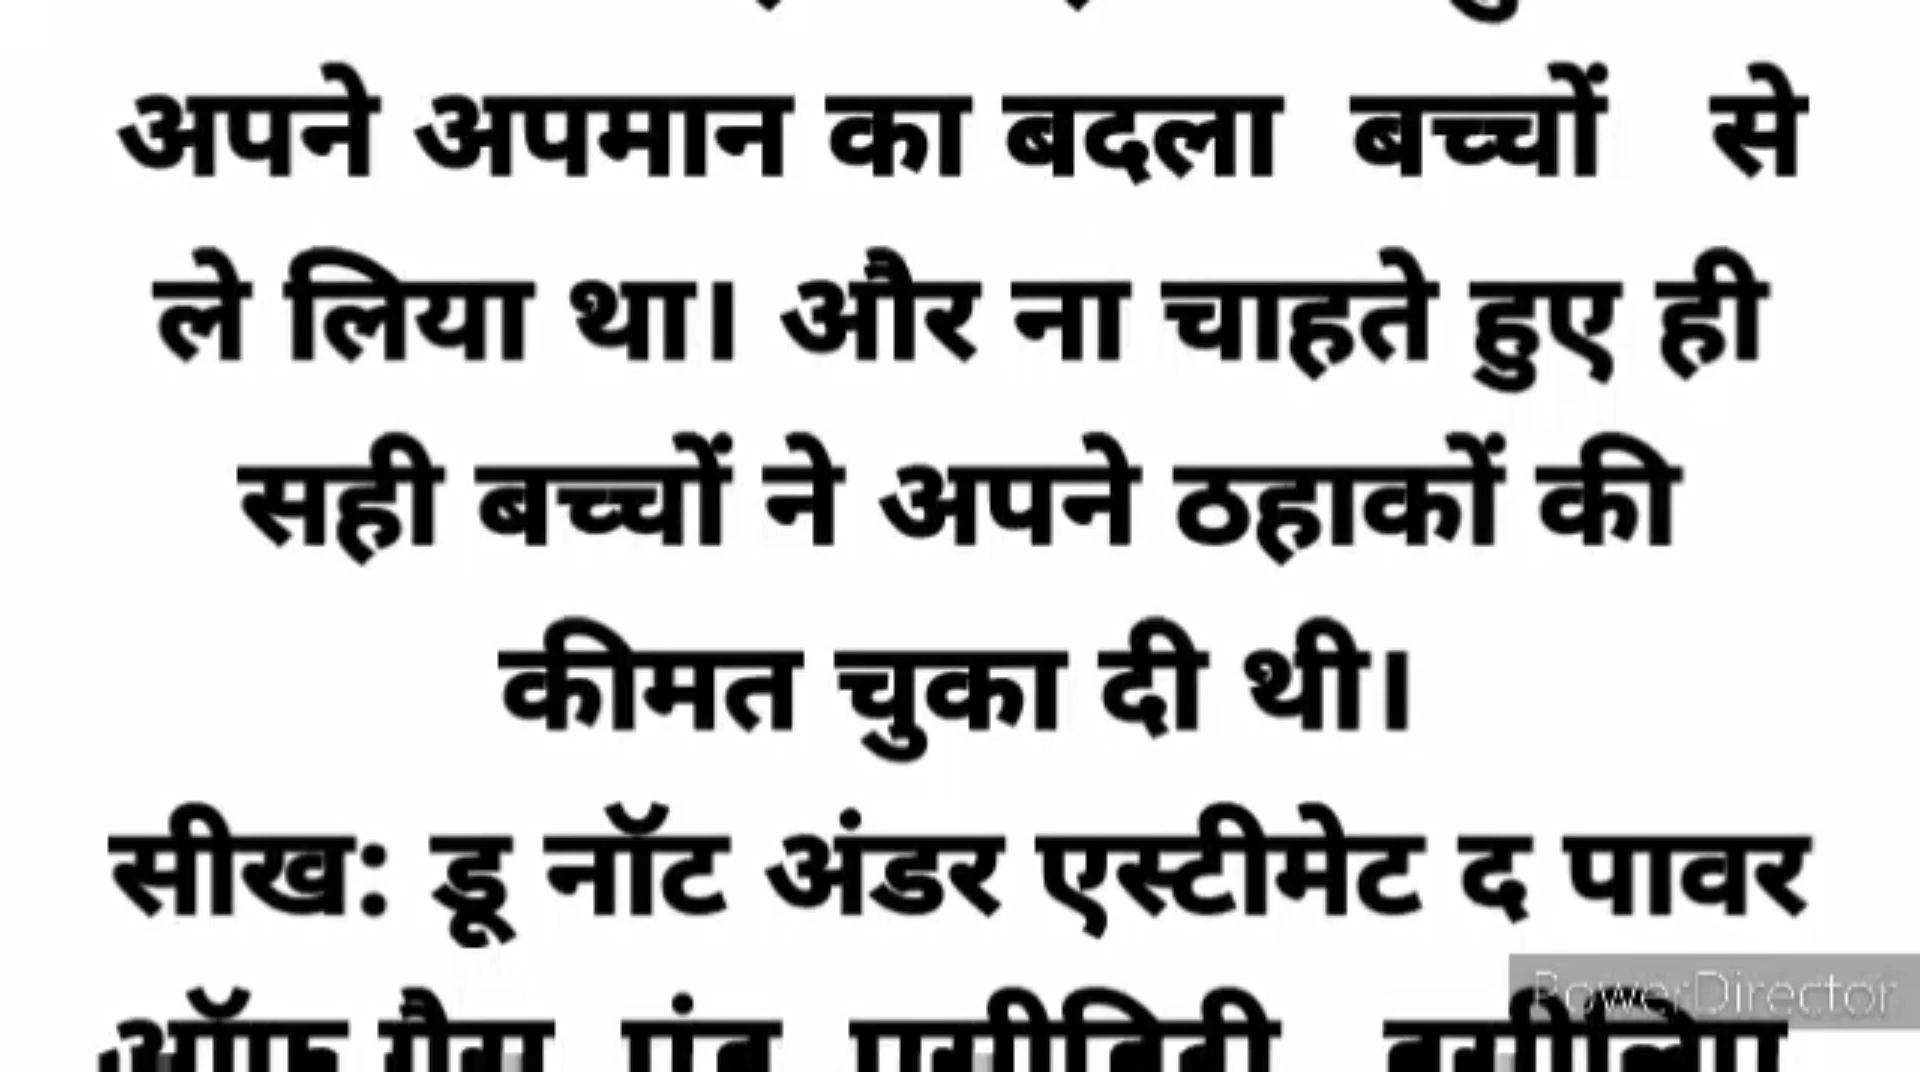 अपने अपमान का बदला बच्चों से
ले लिया था। और ना चाहते हुए ही
सही बच्चों ने अपने ठहाकों की
कीमत चुका दी थी।
सीख: डू नॉट अंडर एस्टीमेट द पावर
PowerDirector